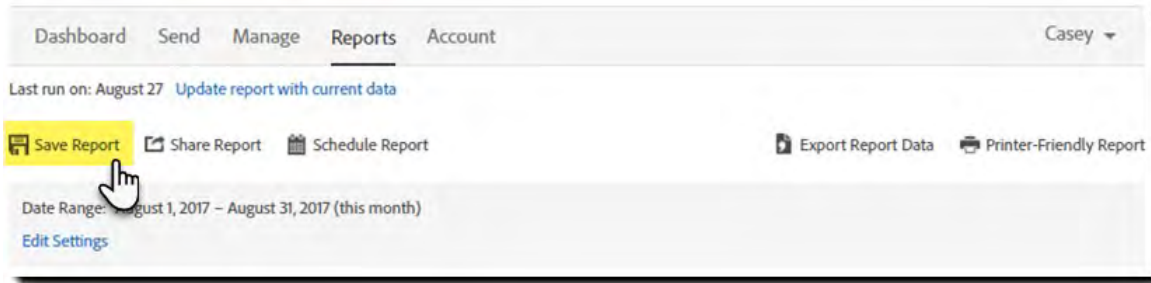 Dashboard Send Manage Reports Account Casey
Last run on: August 27 Update report with current data
Save Report Share Report Schedule Report Export Report Data Printer-Friendly Report
Date Range: August 1, 2017 – August 31, 2017 (this month)
Edit Settings